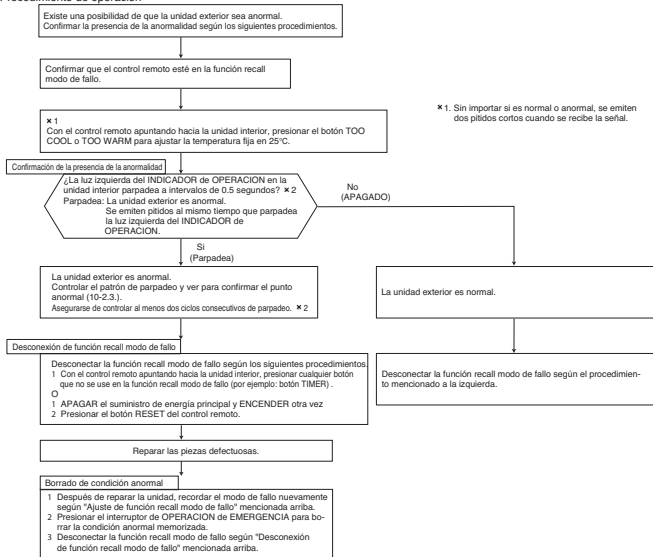 Procedimiento de operación
Existe una posibilidad de que la unidad exterior sea anormal.
Confirmar la presencia de la anormalidad según los siguientes procedimientos.
Confirmar que el control remoto esté en la función recall
modo de fallo.
× 1
Con el control remoto apuntando hacia la unidad interior, presionar el botón TOO
COOL o TOO WARM para ajustar la temperatura fija en 25°C.
× 1. Sin importar si es normal o anormal, se emiten
dos pitidos cortos cuando se recibe la señal.
Confirmación de la presencia de la anormalidad
¿La luz izquierda del INDICADOR de OPERACION en la
unidad interior parpadea a intervalos de 0.5 segundos? × 2
Parpadea: La unidad exterior es anormal.
Se emiten pitidos al mismo tiempo que parpadea
la luz izquierda del INDICADOR de
OPERACION.
No
(APAGADO)
Si
(Parpadea)
La unidad exterior es anormal.
Controlar el patrón de parpadeo y ver para confirmar el punto
anormal (10-2.3.).
Asegurarse de controlar al menos dos ciclos consecutivos de parpadeo. × 2
La unidad exterior es normal.
Desconexión de función recall modo de fallo
Desconectar la función recall modo de fallo según los siguientes procedimientos.
1 Con el control remoto apuntando hacia la unidad interior, presionar cualquier botón
que no se use en la función recall modo de fallo (por ejemplo: botón TIMER) .
O
1 APAGAR el suministro de energía principal y ENCENDER otra vez
2 Presionar el botón RESET del control remoto.
Desconectar la función recall modo de fallo según el procedimien-
to mencionado a la izquierda.
Reparar las piezas defectuosas.
Borrado de condición anormal
1 Después de reparar la unidad, recordar el modo de fallo nuevamente
según "Ajuste de función recall modo de fallo" mencionada arriba.
2 Presionar el interruptor de OPERACION de EMERGENCIA para bo-
rrar la condición anormal memorizada.
3 Desconectar la función recall modo de fallo según "Desconexión
de función recall modo de fallo" mencionada arriba.